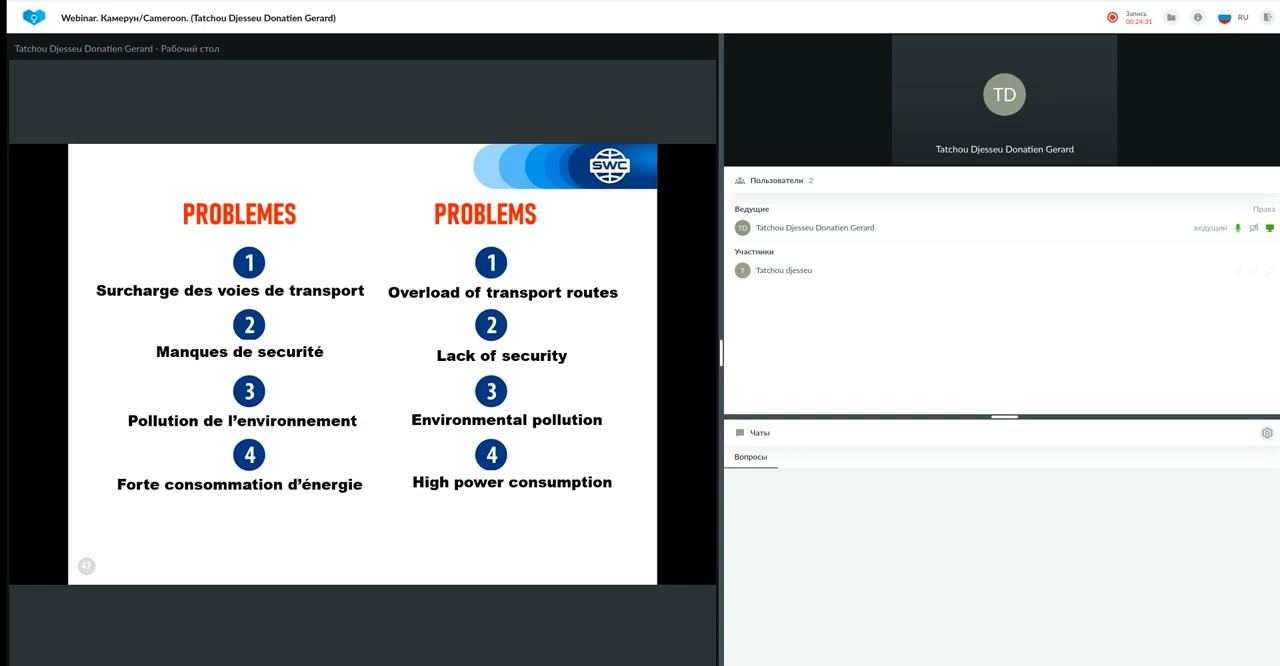 Webinar. Камерун/Cameroon. (Tatchou Djesseu Donatien Gerard)
Запись
00:24:31
RU
Tatchou Djesseu Donatien Gerard - Рабочий стол
SWC
PROBLEMES
1
Surcharge des voies de transport
2
Manques de securité
3
Pollution de l’environnement
4
Forte consommation d’énergie
PROBLEMS
1
Overload of transport routes
2
Lack of security
3
Environmental pollution
4
High power consumption
47
TD
Tatchou Djesseu Donatien Gerard
Пользователи 2
Ведущие Права
TD Tatchou Djesseu Donatien Gerard ведущий
Участники
T Tatchou djesseu
Чаты
Вопросы